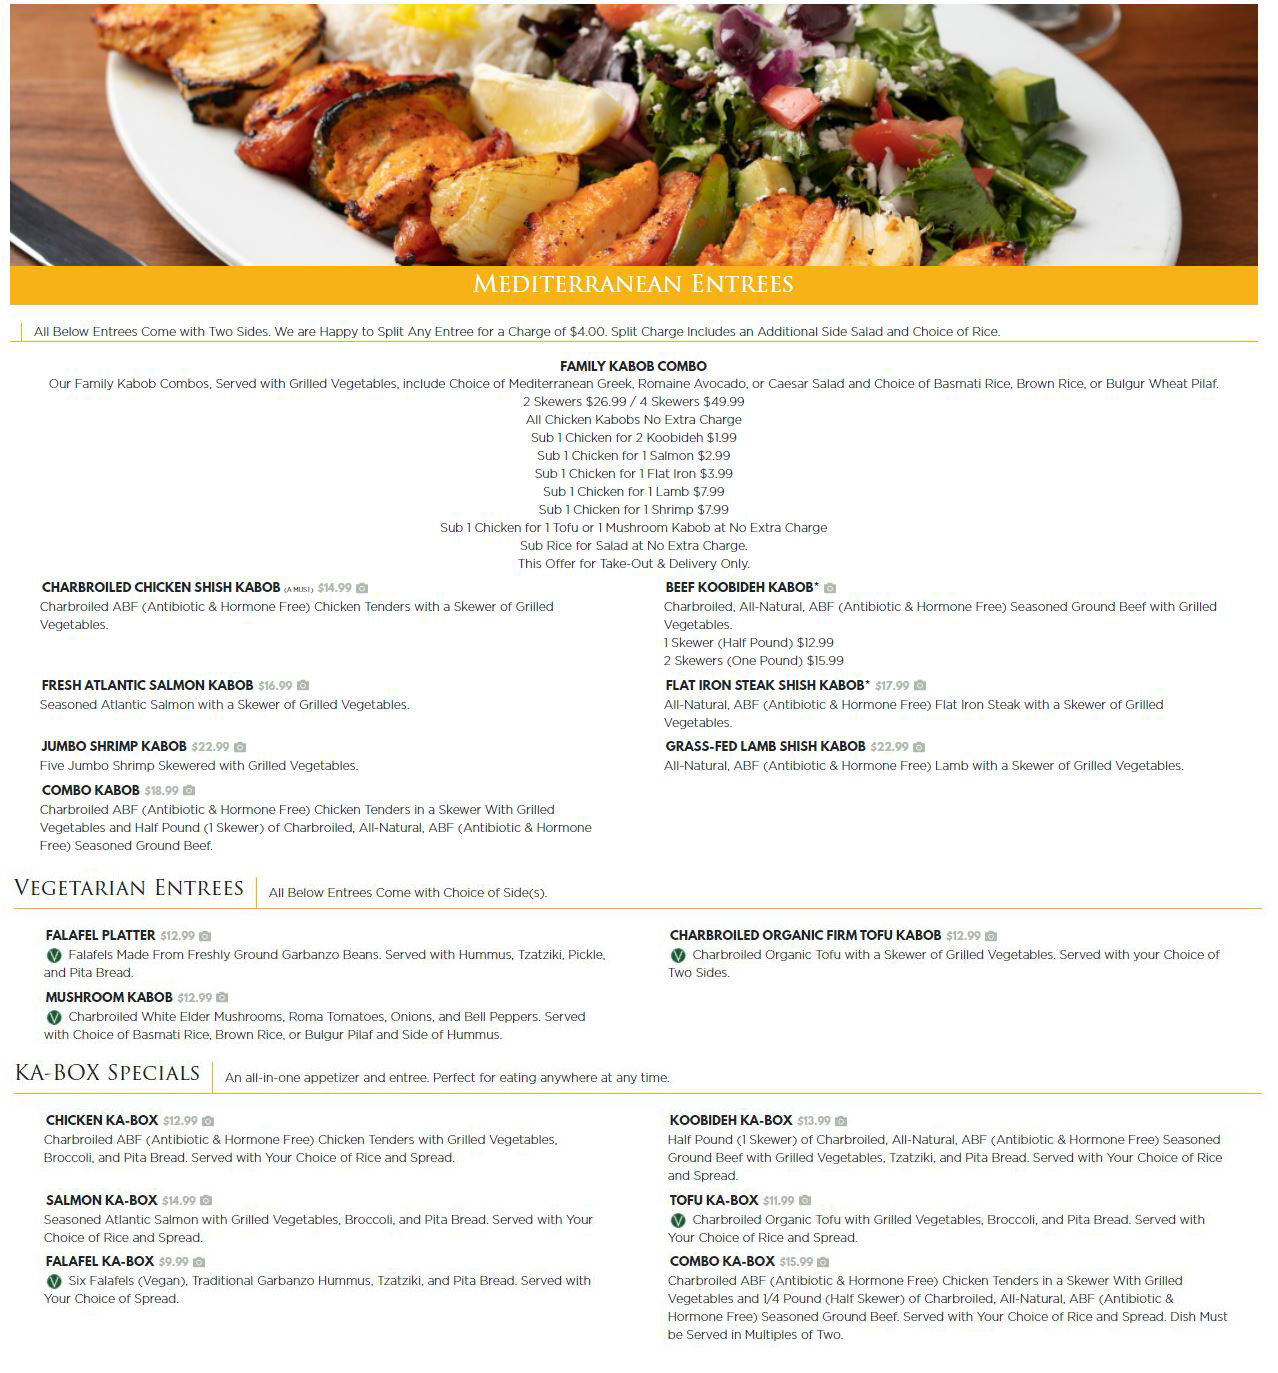 Mediterranean Entrees
All Below Entrees Come with Two Sides. We are Happy to Split Any Entree for a Charge of $4.00. Split Charge Includes an Additional Side Salad and Choice of Rice.
FAMILY KABOB COMBO
Our Family Kabob Combos, Served with Grilled Vegetables, include Choice of Mediterranean Greek, Romaine Avocado, or Caesar Salad and Choice of Basmati Rice, Brown Rice, or Bulgur Wheat Pilaf.
2 Skewers $26.99 / 4 Skewers $49.99
All Chicken Kabobs No Extra Charge
Sub 1 Chicken for 2 Koobideh $1.99
Sub 1 Chicken for 1 Salmon $2.99
Sub 1 Chicken for 1 Flat Iron $3.99
Sub 1 Chicken for 1 Lamb $7.99
Sub 1 Chicken for 1 Shrimp $7.99
Sub 1 Chicken for 1 Tofu or 1 Mushroom Kabob at No Extra Charge
Sub Rice for Salad at No Extra Charge.
This Offer for Take-Out & Delivery Only.
CHARBROILED CHICKEN SHISH KABOB (A MUST) $14.99
Charbroiled ABF (Antibiotic & Hormone Free) Chicken Tenders with a Skewer of Grilled
Vegetables.
BEEF KOOBIDEH KABOB*
Charbroiled, All-Natural, ABF (Antibiotic & Hormone Free) Seasoned Ground Beef with Grilled
Vegetables.
1 Skewer (Half Pound) $12.99
2 Skewers (One Pound) $15.99
FRESH ATLANTIC SALMON KABOB $16.99
Seasoned Atlantic Salmon with a Skewer of Grilled Vegetables.
FLAT IRON STEAK SHISH KABOB* $17.99
All-Natural, ABF (Antibiotic & Hormone Free) Flat Iron Steak with a Skewer of Grilled
Vegetables.
JUMBO SHRIMP KABOB $22.99
Five Jumbo Shrimp Skewered with Grilled Vegetables.
GRASS-FED LAMB SHISH KABOB $22.99
All-Natural, ABF (Antibiotic & Hormone Free) Lamb with a Skewer of Grilled Vegetables.
COMBO KABOB $18.99
Charbroiled ABF (Antibiotic & Hormone Free) Chicken Tenders in a Skewer With Grilled
Vegetables and Half Pound (1 Skewer) of Charbroiled, All-Natural, ABF (Antibiotic & Hormone
Free) Seasoned Ground Beef.
Vegetarian Entrees
All Below Entrees Come with Choice of Side(s).
FALAFEL PLATTER $12.99
V Falafels Made From Freshly Ground Garbanzo Beans. Served with Hummus, Tzatziki, Pickle,
and Pita Bread.
CHARBROILED ORGANIC FIRM TOFU KABOB $12.99
V Charbroiled Organic Tofu with a Skewer of Grilled Vegetables. Served with your Choice of
Two Sides.
MUSHROOM KABOB $12.99
V Charbroiled White Elder Mushrooms, Roma Tomatoes, Onions, and Bell Peppers. Served
with Choice of Basmati Rice, Brown Rice, or Bulgur Pilaf and Side of Hummus.
KA-BOX Specials
An all-in-one appetizer and entree. Perfect for eating anywhere at any time.
CHICKEN KA-BOX $12.99
Charbroiled ABF (Antibiotic & Hormone Free) Chicken Tenders with Grilled Vegetables,
Broccoli, and Pita Bread. Served with Your Choice of Rice and Spread.
KOOBIDEH KA-BOX $13.99
Half Pound (1 Skewer) of Charbroiled, All-Natural, ABF (Antibiotic & Hormone Free) Seasoned
Ground Beef with Grilled Vegetables, Tzatziki, and Pita Bread. Served with Your Choice of Rice
and Spread.
SALMON KA-BOX $14.99
Seasoned Atlantic Salmon with Grilled Vegetables, Broccoli, and Pita Bread. Served with Your
Choice of Rice and Spread.
TOFU KA-BOX $11.99
V Charbroiled Organic Tofu with Grilled Vegetables, Broccoli, and Pita Bread. Served with
Your Choice of Rice and Spread.
FALAFEL KA-BOX $9.99
V Six Falafels (Vegan), Traditional Garbanzo Hummus, Tzatziki, and Pita Bread. Served with
Your Choice of Spread.
COMBO KA-BOX $15.99
Charbroiled ABF (Antibiotic & Hormone Free) Chicken Tenders in a Skewer With Grilled
Vegetables and 1/4 Pound (Half Skewer) of Charbroiled, All-Natural, ABF (Antibiotic &
Hormone Free) Seasoned Ground Beef. Served with Your Choice of Rice and Spread. Dish Must
be Served in Multiples of Two.